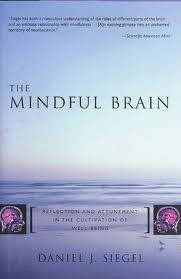 "Siegel has both a meticulous understanding of the roles of different parts of the brain
and an intimate relationship with mindfulness . . . [A]n exciting glimpse into an uncharted
territory of neuroscience."
—Scientific American Mind
THE
MINDFUL BRAIN
REFLECTION AND ATTUNEMENT
IN THE CULTIVATION OF
WELL-BEING
DANIEL J. SIEGEL